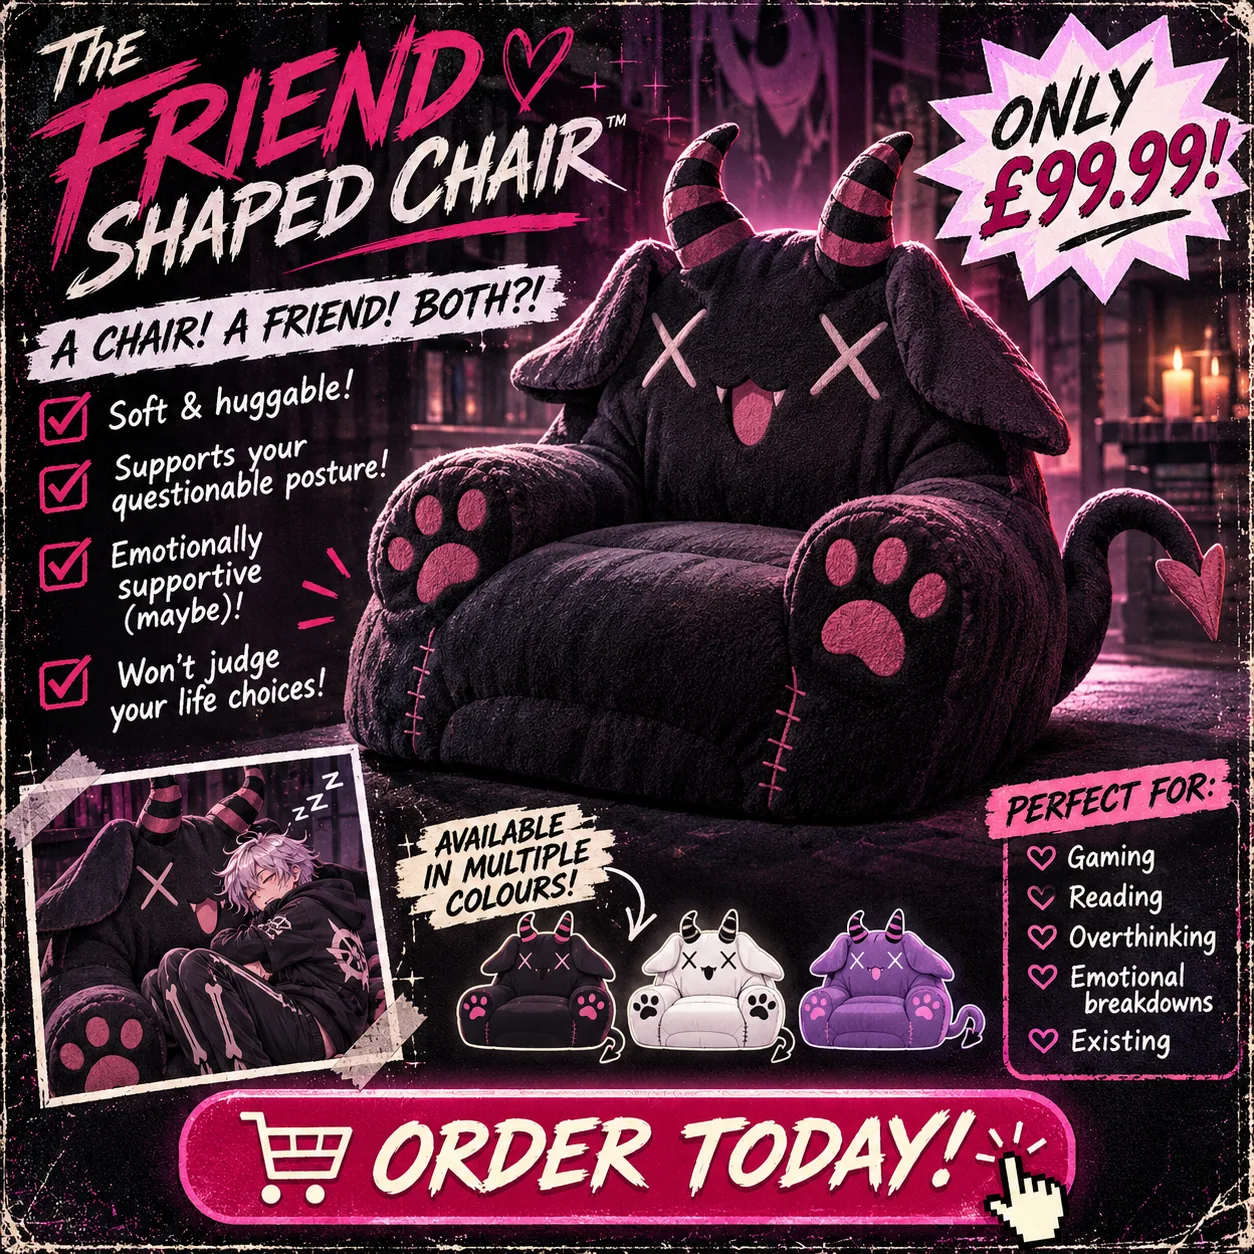 The
FRIEND
SHAPED CHAIR™
ONLY
£99.99!
A CHAIR! A FRIEND! BOTH?!
Soft & huggable!
Supports your
questionable posture!
Emotionally
supportive
(maybe)!
Won't judge
your life choices!
zzz
AVAILABLE
IN MULTIPLE
COLOURS!
PERFECT FOR:
Gaming
Reading
Overthinking
Emotional
breakdowns
Existing
ORDER TODAY!